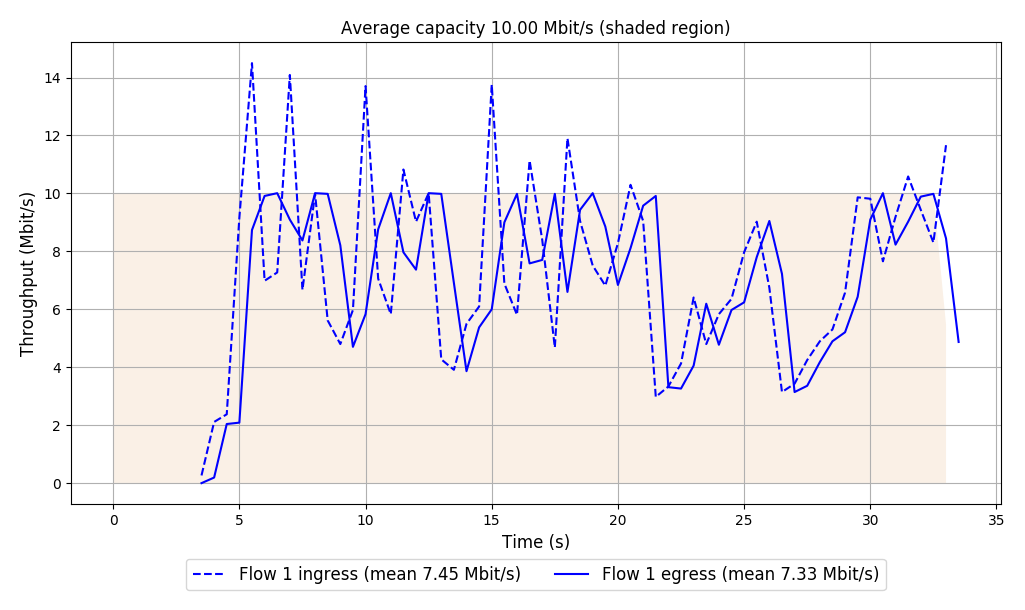 Average capacity 10.00 Mbit/s (shaded region)
Throughput (Mbit/s)
14
12
10
8
6
4
2
0
0 5 10 15 20 25 30 35
Time (s)
Flow 1 ingress (mean 7.45 Mbit/s) Flow 1 egress (mean 7.33 Mbit/s)